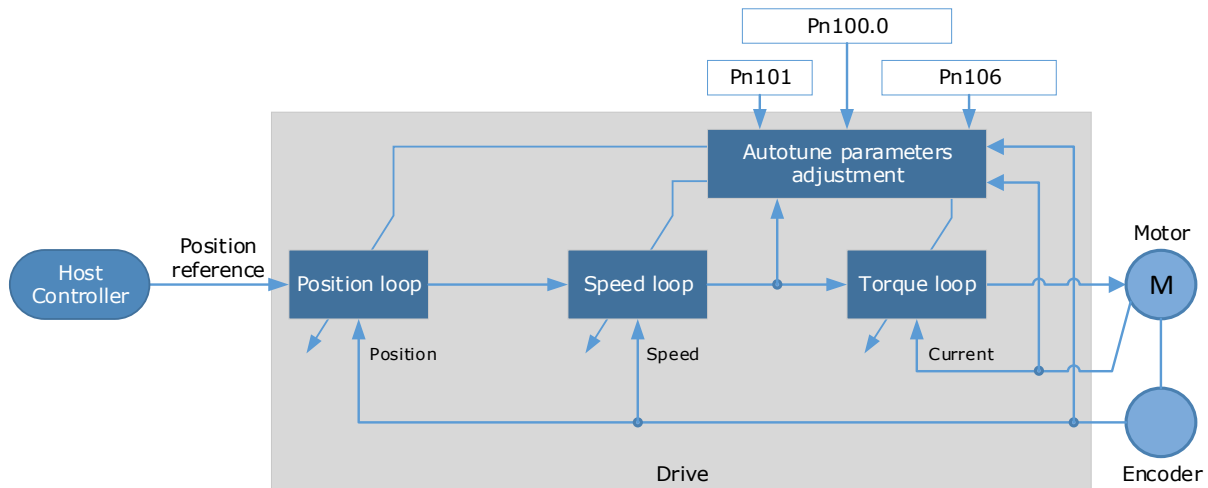 Pn100.0
Pn101
Pn106
Autotune parameters
adjustment
Position
reference
Host
Controller
Position loop
Speed loop
Torque loop
Motor
M
Position
Speed
Current
Drive
Encoder